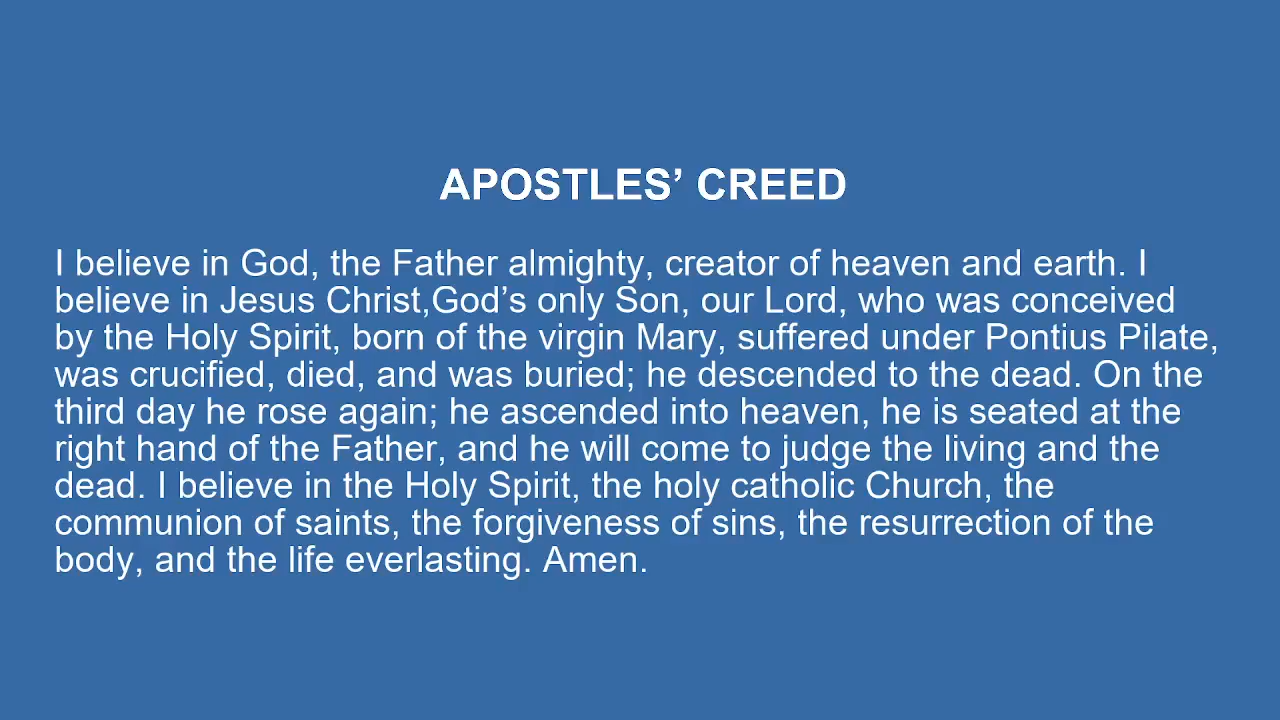 APOSTLES’ CREED
I believe in God, the Father almighty, creator of heaven and earth. I
believe in Jesus Christ,God’s only Son, our Lord, who was conceived
by the Holy Spirit, born of the virgin Mary, suffered under Pontius Pilate,
was crucified, died, and was buried; he descended to the dead. On the
third day he rose again; he ascended into heaven, he is seated at the
right hand of the Father, and he will come to judge the living and the
dead. I believe in the Holy Spirit, the holy catholic Church, the
communion of saints, the forgiveness of sins, the resurrection of the
body, and the life everlasting. Amen.